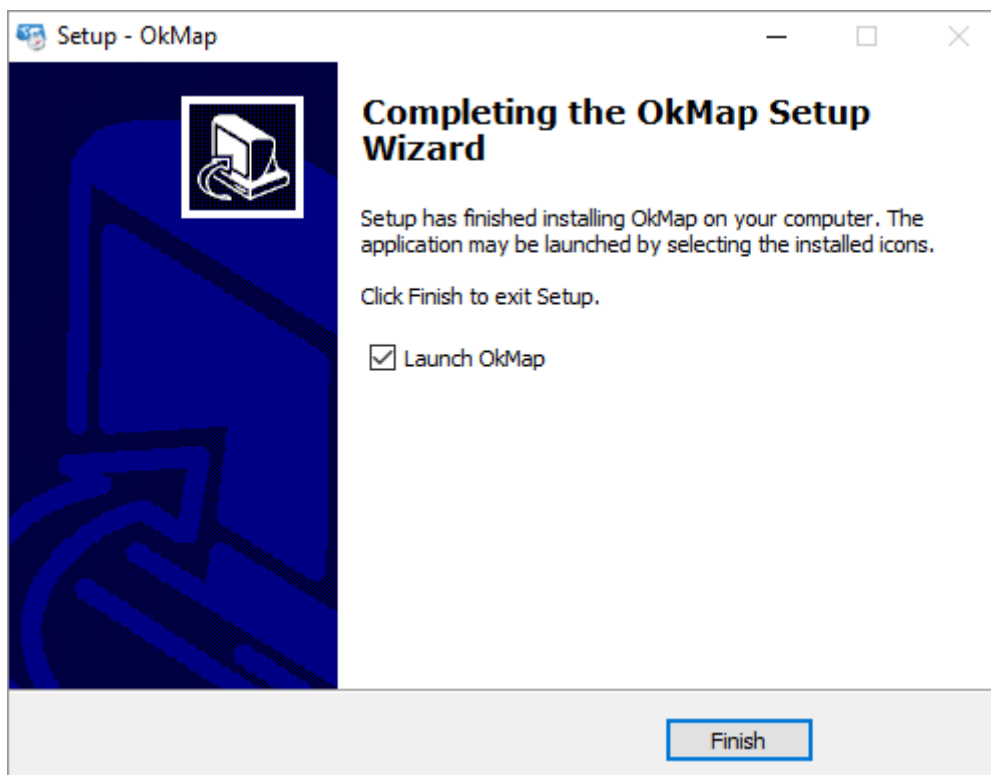 Setup - OkMap
Completing the OkMap Setup
Wizard
Setup has finished installing OkMap on your computer. The
application may be launched by selecting the installed icons.
Click Finish to exit Setup.
Launch OkMap
Finish